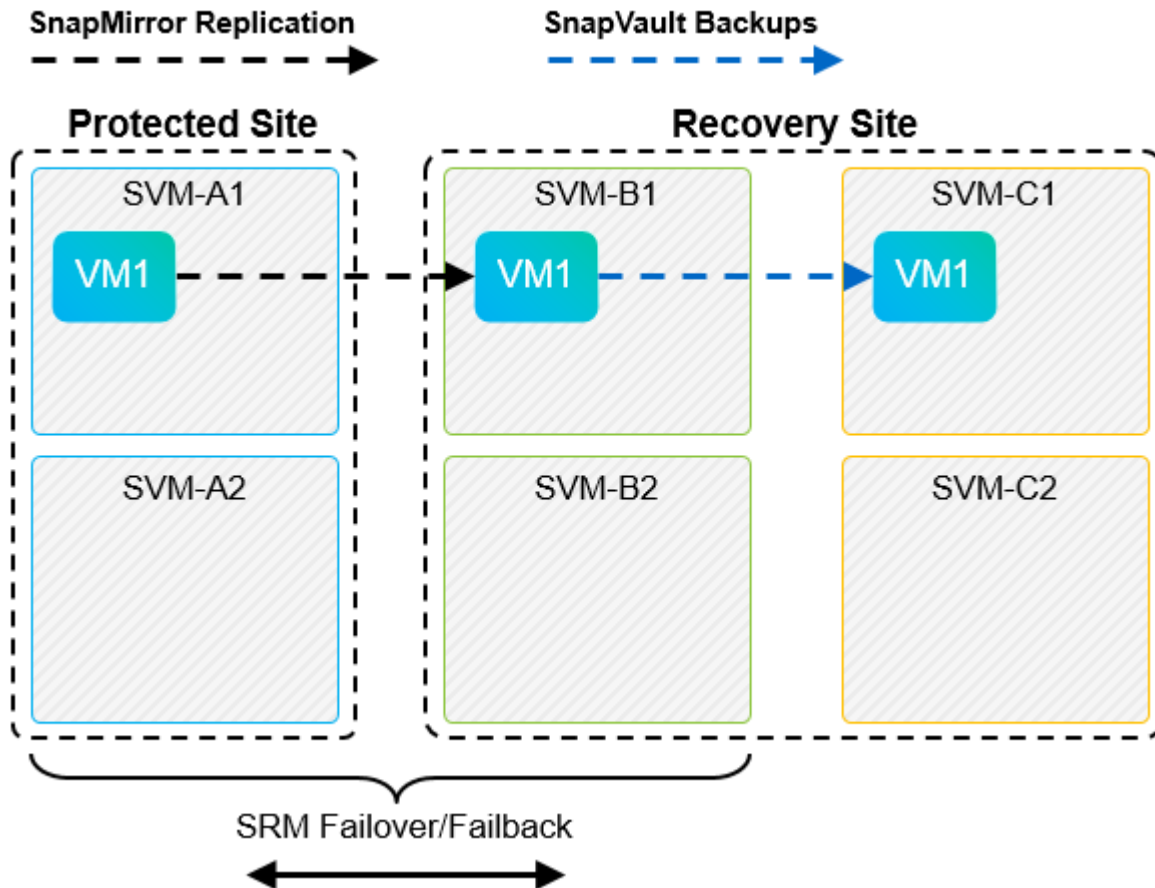 SnapMirror Replication
SnapVault Backups
Protected Site
Recovery Site
SVM-A1
SVM-B1
SVM-C1
VM1
VM1
VM1
SVM-A2
SVM-B2
SVM-C2
SRM Failover/Failback